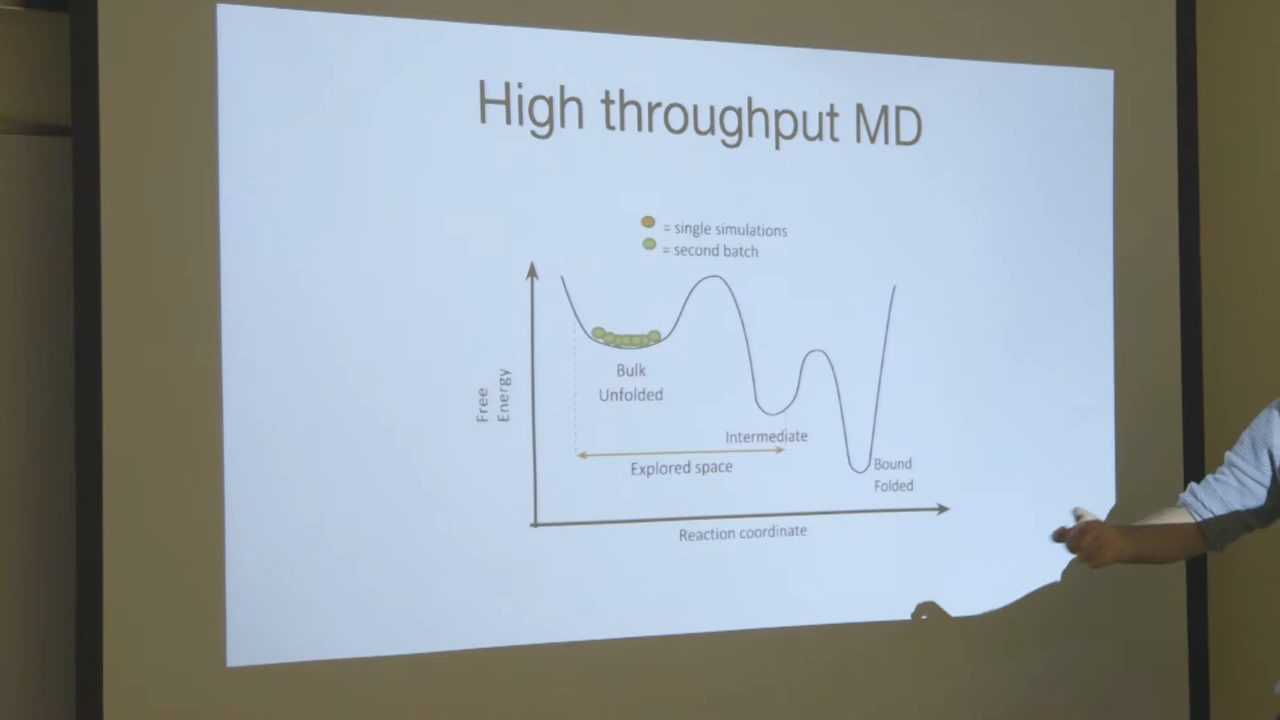 High throughput MD
= single simulations
= second batch
Free
Energy
Bulk
Unfolded
Intermediate
Explored space
Bound
Folded
Reaction coordinate